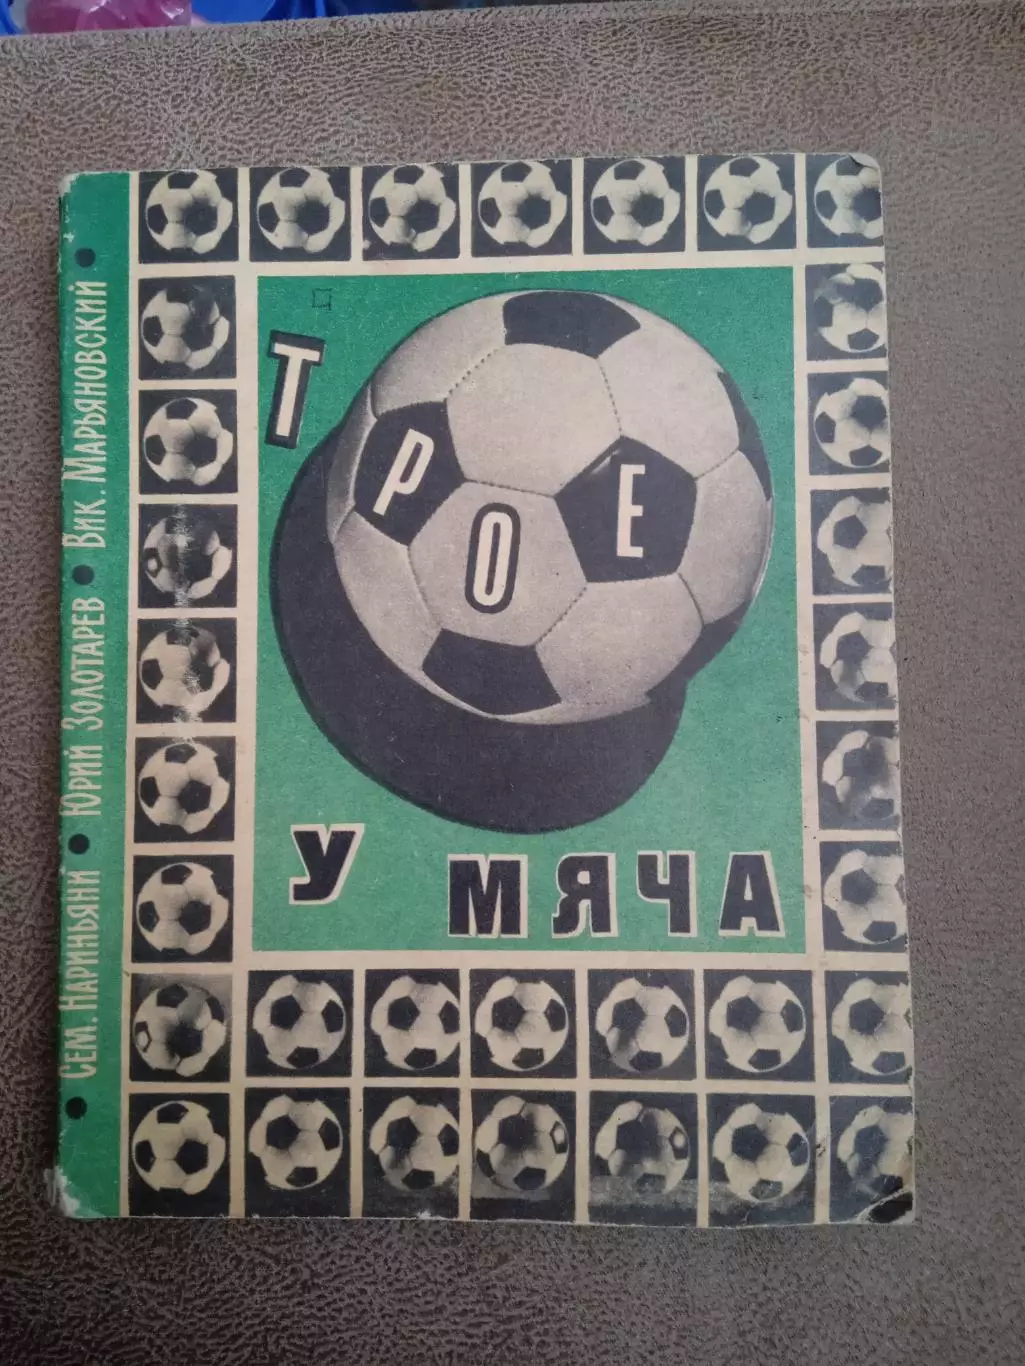 Сем. Нариньяни • Юрий Золотарев • Вик. Марьяновский •
ТРОЕ
У МЯЧА